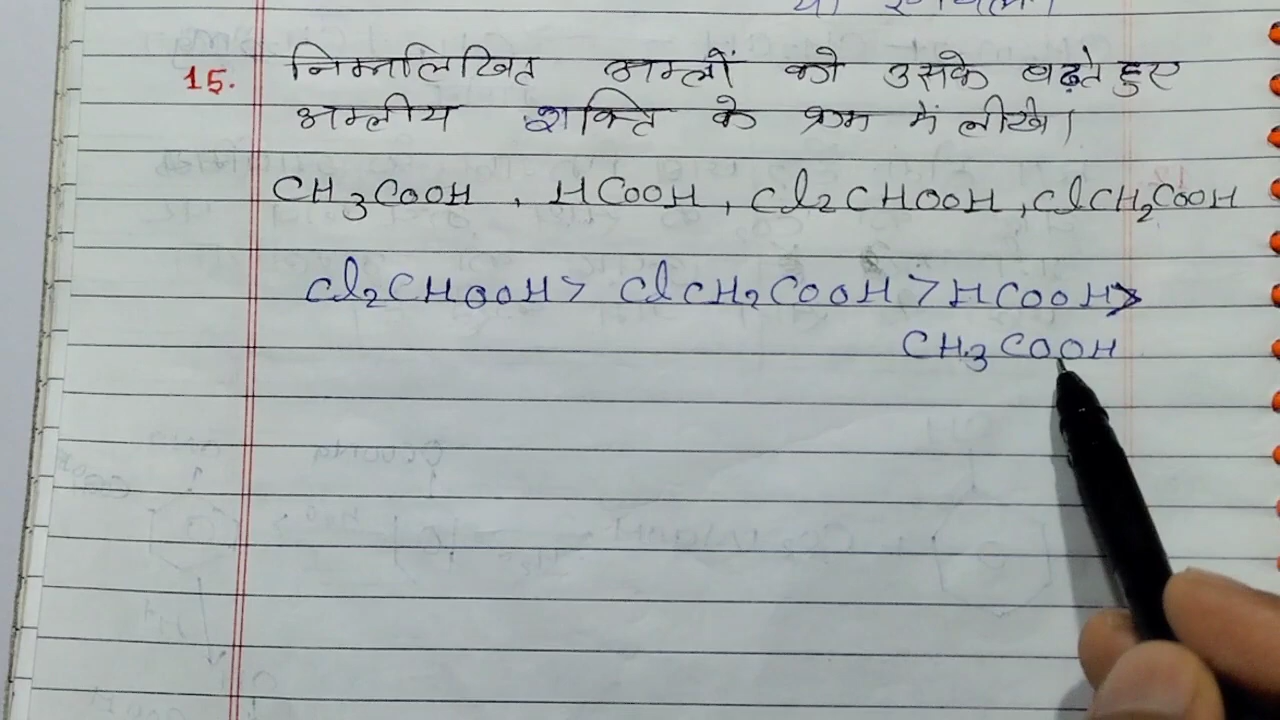 15. निम्नलिखित अम्लों को उसके बढ़ते हुए
अम्लीय शक्ति के क्रम में लीखे।
CH₃COOH , HCOOH, Cl₂CHOOH, ClCH₂COOH
Cl₂CHOOH > ClCH₂COOH > HCOOH >
CH₃COOH